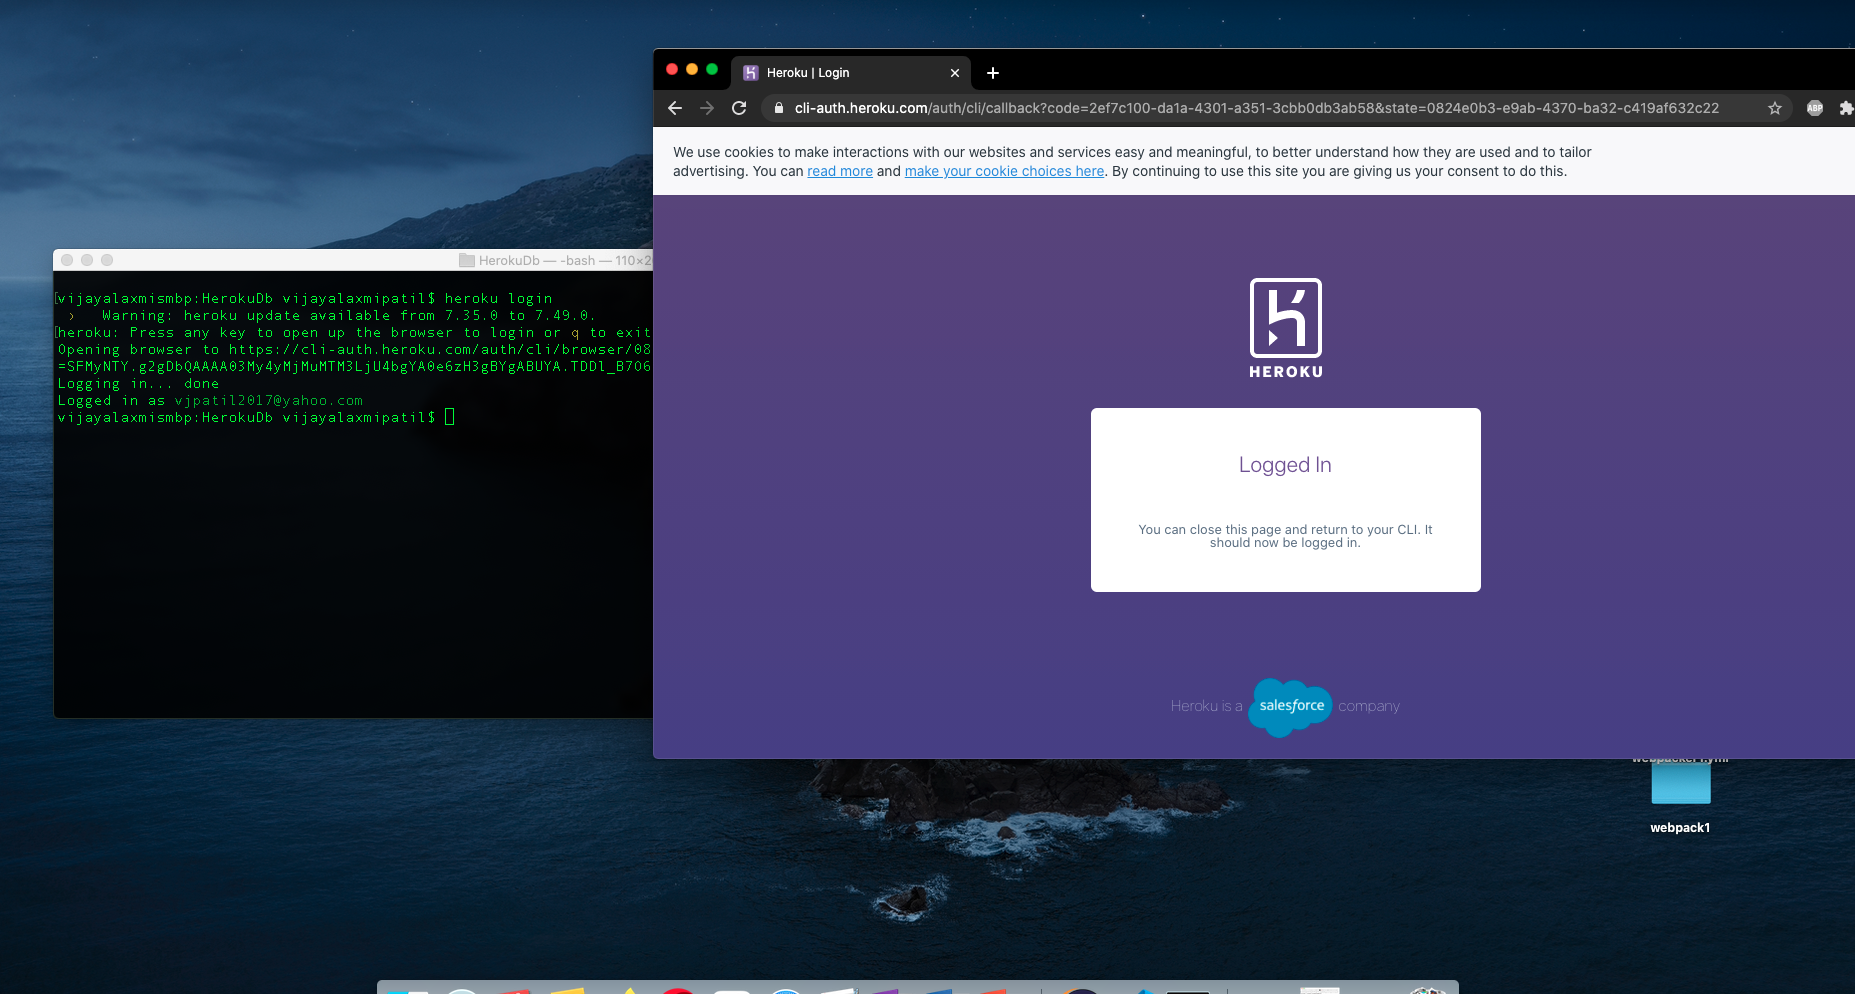 Heroku | Login
cli-auth.heroku.com/auth/cli/callback?code=2ef7c100-da1a-4301-a351-3cbb0db3ab58&state=0824e0b3-e9ab-4370-ba32-c419af632c22
ABP
We use cookies to make interactions with our websites and services easy and meaningful, to better understand how they are used and to tailor
advertising. You can read more and make your cookie choices here. By continuing to use this site you are giving us your consent to do this.
HerokuDb — -bash — 110×2
vijayalaxmismbp:HerokuDb vijayalaxmipatil$ heroku login
› Warning: heroku update available from 7.35.0 to 7.49.0.
heroku: Press any key to open up the browser to login or q to exit
Opening browser to https://cli-auth.heroku.com/auth/cli/browser/08
=SFMyNTY.g2gDbQAAAA03My4yMjMuMTM3LjU4bgYA0e6zH3gBYgABUYA.TDDl_B7O6
Logging in... done
Logged in as vjpatil2017@yahoo.com
vijayalaxmismbp:HerokuDb vijayalaxmipatil$
HEROKU
Logged In
You can close this page and return to your CLI. It
should now be logged in.
Heroku is a salesforce company
webpack1